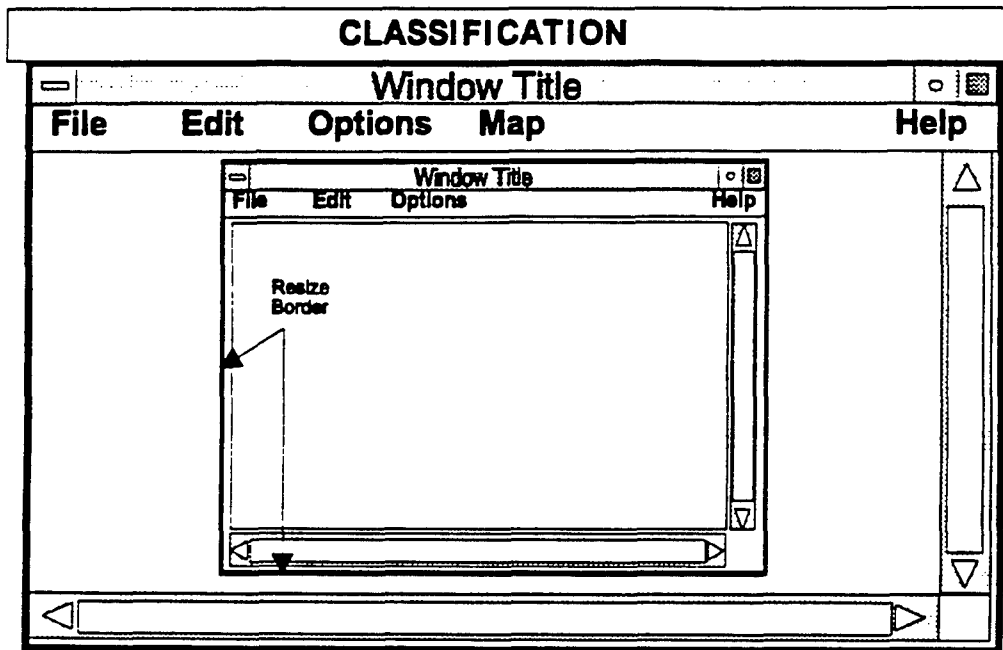 CLASSIFICATION
Window Title
File Edit Options Map Help
Window Title
File Edit Options Help
Resize
Border